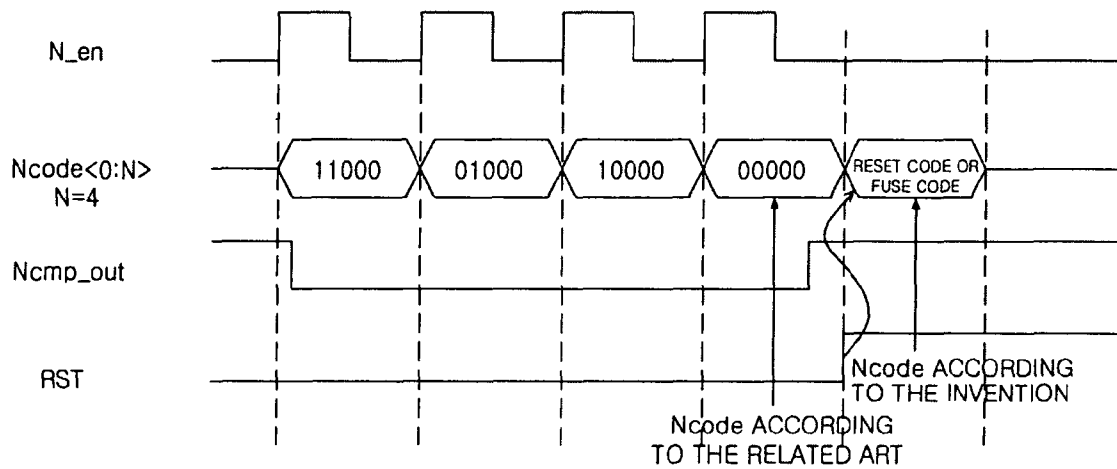 N_en
Ncode<0:N>
N=4
11000
01000
10000
00000
RESET CODE OR
FUSE CODE
Ncmp_out
RST
Ncode ACCORDING
TO THE INVENTION
Ncode ACCORDING
TO THE RELATED ART